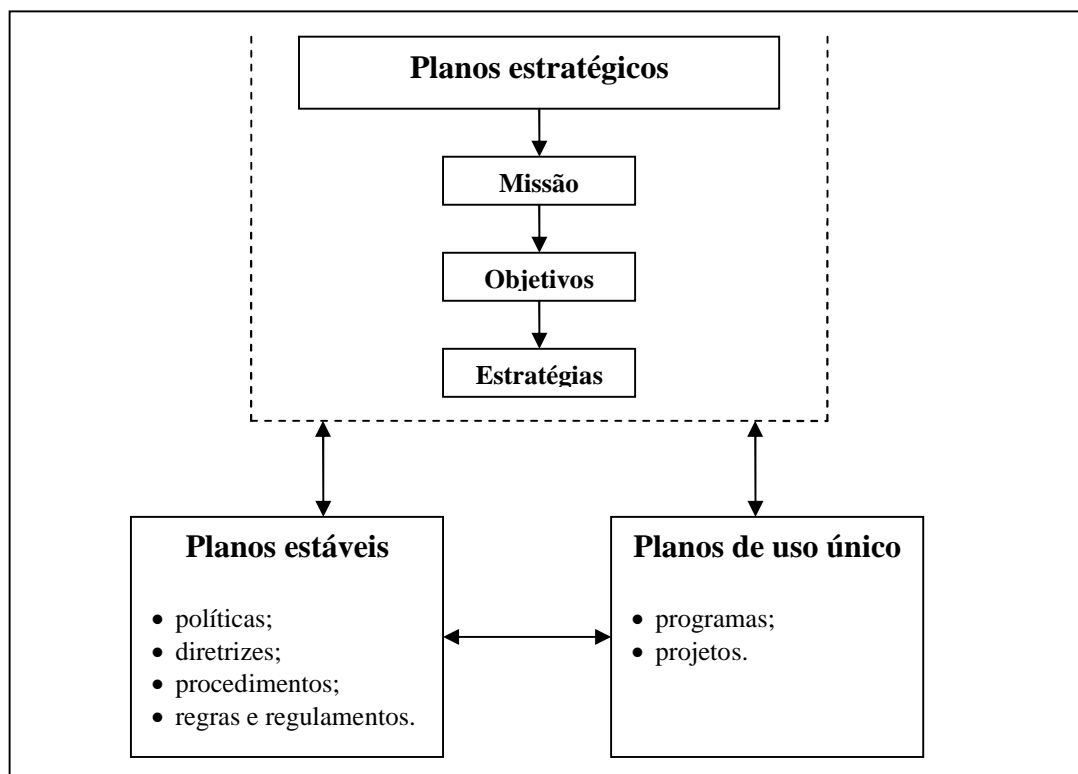 Planos estratégicos
Missão
Objetivos
Estratégias
Planos estáveis
• políticas;
• diretrizes;
• procedimentos;
• regras e regulamentos.
Planos de uso único
• programas;
• projetos.